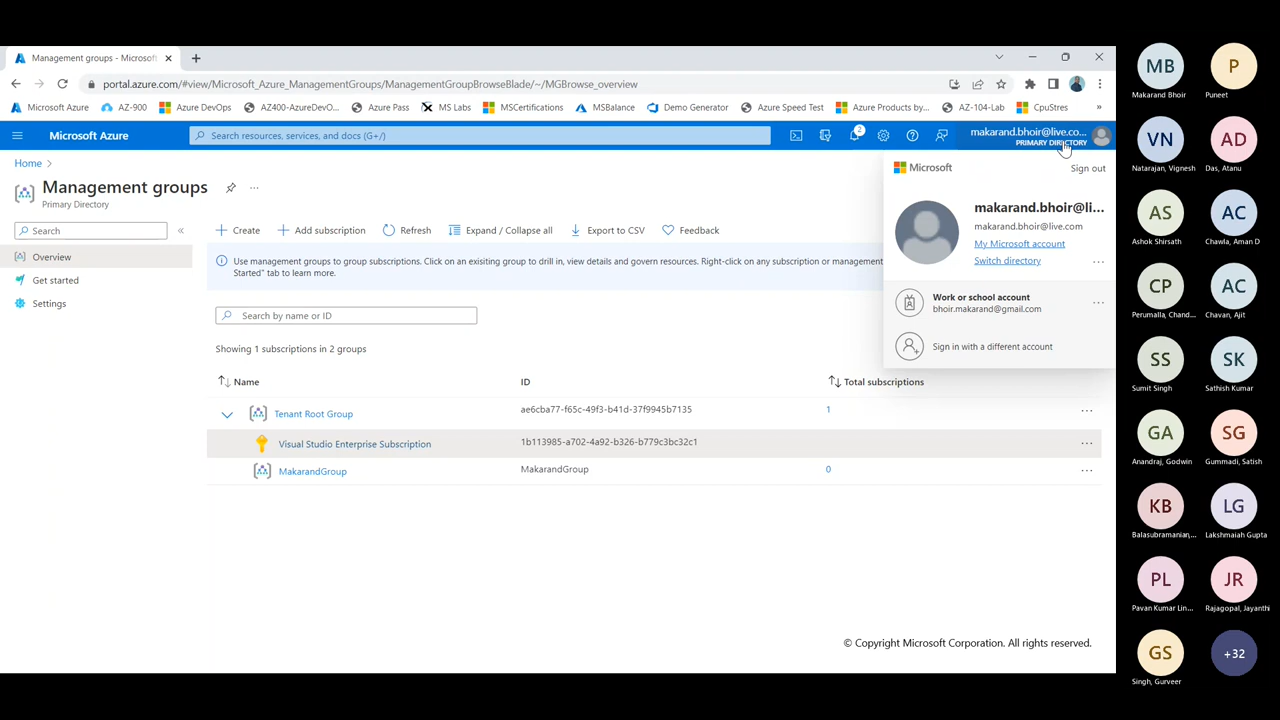 Management groups - Microsof
portal.azure.com/#view/Microsoft_Azure_ManagementGroups/ManagementGroupBrowseBlade/~/MGBrowse_overview
Microsoft Azure
AZ-900
Azure DevOps
AZ400-AzureDevO...
Azure Pass
MS Labs
MSCertifications
MSBalance
Demo Generator
Azure Speed Test
Azure Products by...
AZ-104-Lab
CpuStres
»
Microsoft Azure
Search resources, services, and docs (G+/)
2
makarand.bhoir@live.co...
PRIMARY DIRECTORY
Home >
Management groups
...
Primary Directory
Search
«
Overview
Get started
Settings
+ Create
+ Add subscription
Refresh
Expand / Collapse all
Export to CSV
Feedback
Use management groups to group subscriptions. Click on an existing group to drill in, view details and govern resources. Right-click on any subscription or management
Started" tab to learn more.
Search by name or ID
Showing 1 subscriptions in 2 groups
Name
ID
Total subscriptions
Tenant Root Group
ae6cba77-f65c-49f3-b41d-37f9945b7135
1
...
Visual Studio Enterprise Subscription
1b113985-a702-4a92-b326-b779c3bc32c1
...
MakarandGroup
MakarandGroup
0
...
© Copyright Microsoft Corporation. All rights reserved.
Microsoft
Sign out
makarand.bhoir@li...
makarand.bhoir@live.com
My Microsoft account
Switch directory
...
Work or school account
bhoir.makarand@gmail.com
...
Sign in with a different account
MB
Makarand Bhoir
P
Puneet
VN
Natarajan, Vignesh
AD
Das, Atanu
AS
Ashok Shirsath
AC
Chawla, Aman D
CP
Perumalla, Chand...
AC
Chavan, Ajit
SS
Sumit Singh
SK
Sathish Kumar
GA
Anandraj, Godwin
SG
Gummadi, Satish
KB
Balasubramanian,...
LG
Lakshmaiah Gupta
PL
Pavan Kumar Lin...
JR
Rajagopal, Jayanthi
GS
Singh, Gurveer
+32